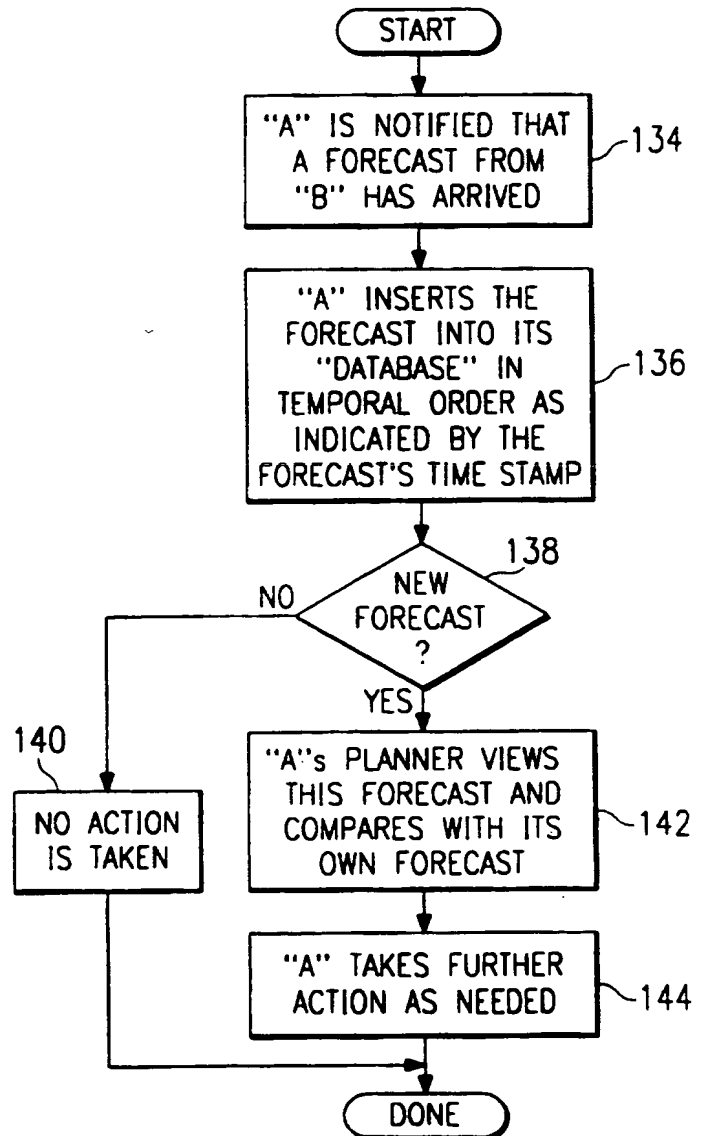 START
"A" IS NOTIFIED THAT
A FORECAST FROM
"B" HAS ARRIVED
134
"A" INSERTS THE
FORECAST INTO ITS
"DATABASE" IN
TEMPORAL ORDER AS
INDICATED BY THE
FORECAST'S TIME STAMP
136
138
NEW
FORECAST
?
NO
YES
140
NO ACTION
IS TAKEN
"A"s PLANNER VIEWS
THIS FORECAST AND
COMPARES WITH ITS
OWN FORECAST
142
"A" TAKES FURTHER
ACTION AS NEEDED
144
DONE